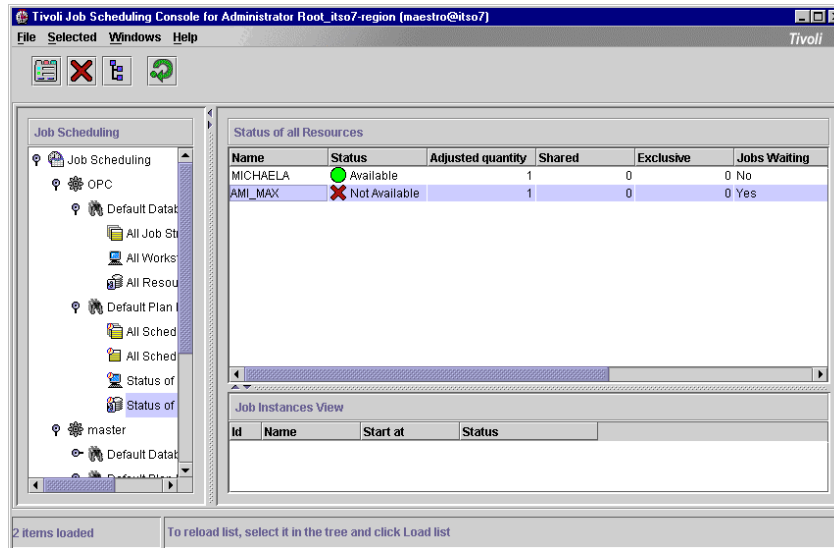 Tivoli Job Scheduling Console for Administrator Root_itso7-region (maestro@itso7)
File Selected Windows Help
Tivoli
Job Scheduling
Job Scheduling
OPC
Default Datab
All Job Str
All Works
All Resou
Default Plan
All Sched
All Sched
Status of
Status of
master
Default Datab
Default Plan
Status of all Resources
Name Status Adjusted quantity Shared Exclusive Jobs Waiting
MICHAELA Available 1 0 0 No
AMI_MAX Not Available 1 0 0 Yes
Job Instances View
Id Name Start at Status
2 items loaded
To reload list, select it in the tree and click Load list